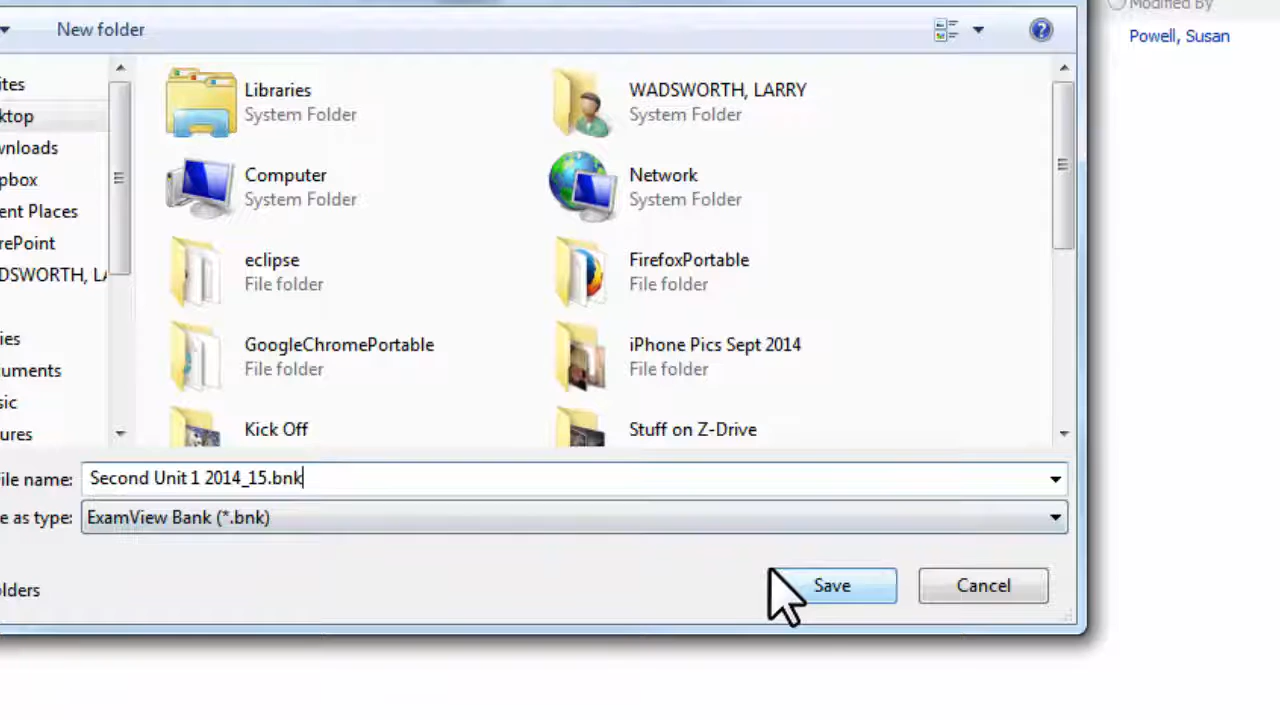 Modified By
New folder
Powell, Susan
ites
ktop
wnloads
pbox
ent Places
rePoint
DSWORTH, LA
ries
uments
sic
ures
Libraries
System Folder
WADSWORTH, LARRY
System Folder
Computer
System Folder
Network
System Folder
eclipse
File folder
FirefoxPortable
File folder
GoogleChromePortable
File folder
iPhone Pics Sept 2014
File folder
Kick Off
Stuff on Z-Drive
ile name: Second Unit 1 2014_15.bnk
e as type: ExamView Bank (*.bnk)
lders
Save
Cancel